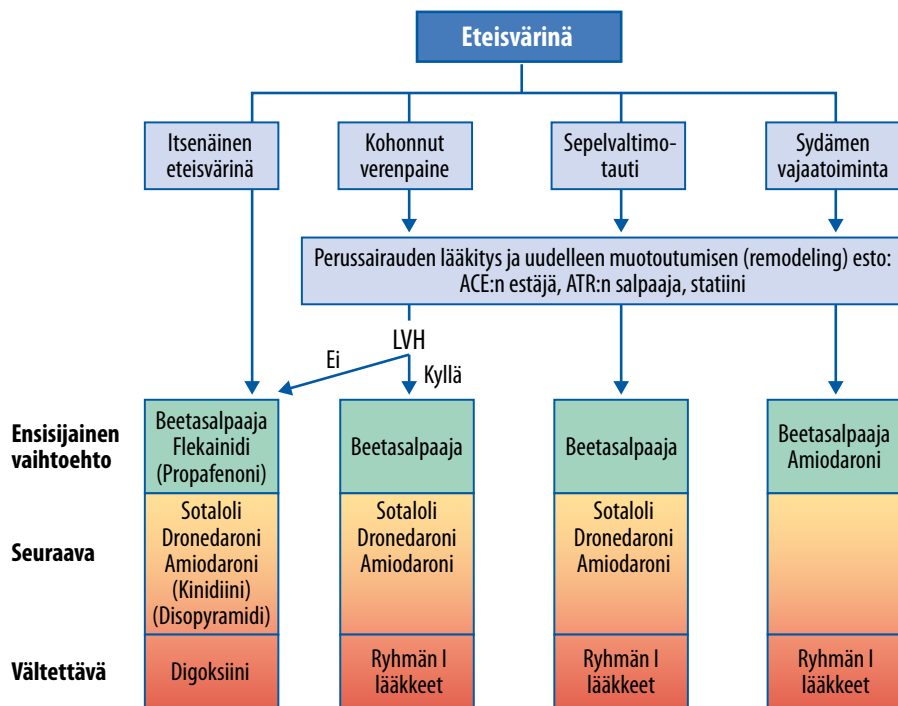 Eteisvärinä
Itsenäinen
eteisvärinä
Kohonnut
verenpaine
Sepelvaltimo-
tauti
Sydämen
vajaatoiminta
Perussairauden lääkitys ja uudelleen muotoutumisen (remodeling) esto:
ACE:n estäjä, ATR:n salpaaja, statiini
LVH
Ei
Kyllä
Ensisijainen
vaihtoehto
Beetasalpaaja
Flekainidi
(Propafenoni)
Beetasalpaaja
Beetasalpaaja
Beetasalpaaja
Amiodaroni
Seuraava
Sotaloli
Dronedaroni
Amiodaroni
(Kinidiini)
(Disopyramidi)
Sotaloli
Dronedaroni
Amiodaroni
Sotaloli
Dronedaroni
Amiodaroni
Vältettävä
Digoksiini
Ryhmän I
lääkkeet
Ryhmän I
lääkkeet
Ryhmän I
lääkkeet